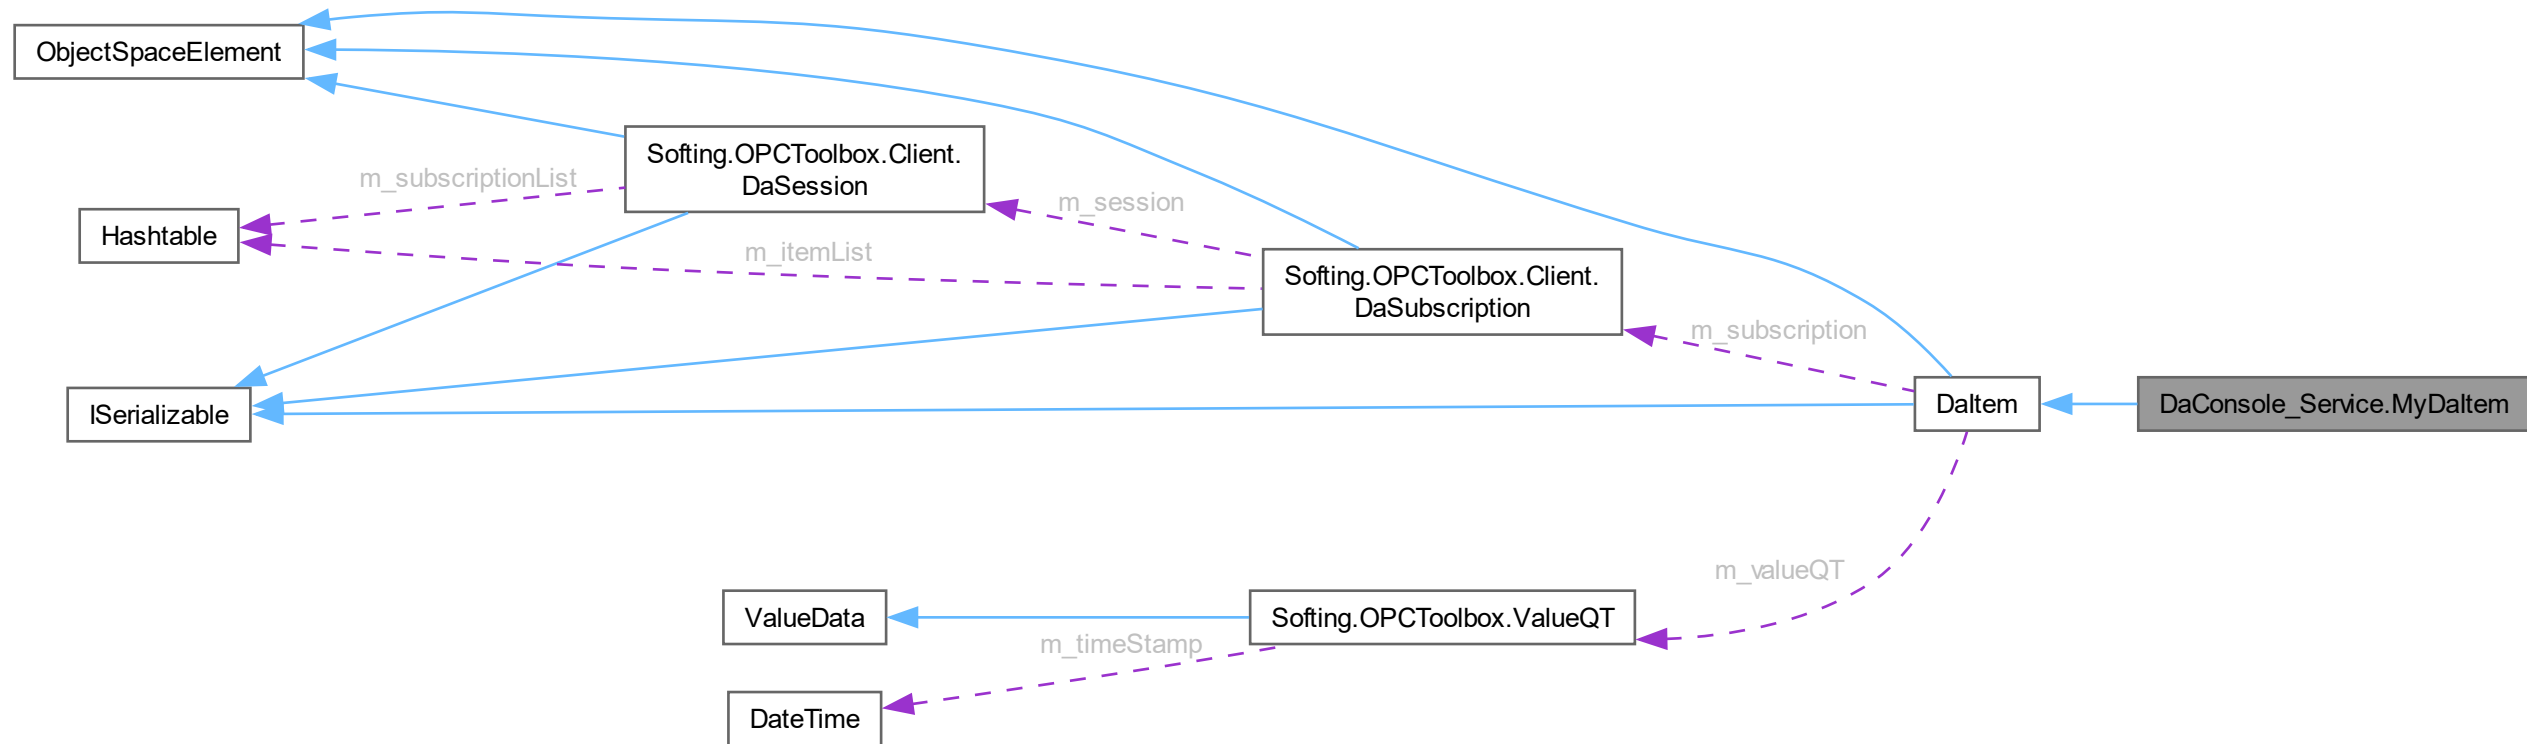 ObjectSpaceElement
Softing.OPCToolbox.Client.
DaSession
m_subscriptionList
m_session
Hashtable
m_itemList
Softing.OPCToolbox.Client.
DaSubscription
m_subscription
ISerializable
DaItem
DaConsole_Service.MyDaItem
m_valueQT
ValueData
Softing.OPCToolbox.ValueQT
m_timeStamp
DateTime